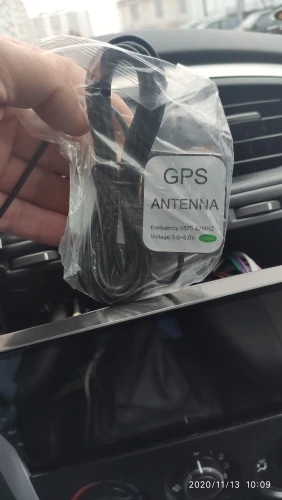 GPS
ANTENNA
Frequency:1575.42MHZ
Voltage:3.0~5.0V
2020/11/13 10:09